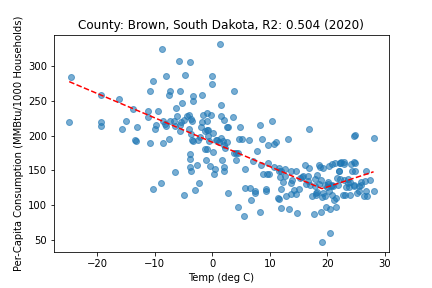 County: Brown, South Dakota, R2: 0.504 (2020)
Per-Capita Consumption (MMBtu/1000 Households)
300
250
200
150
100
50
−20 −10 0 10 20 30
Temp (deg C)